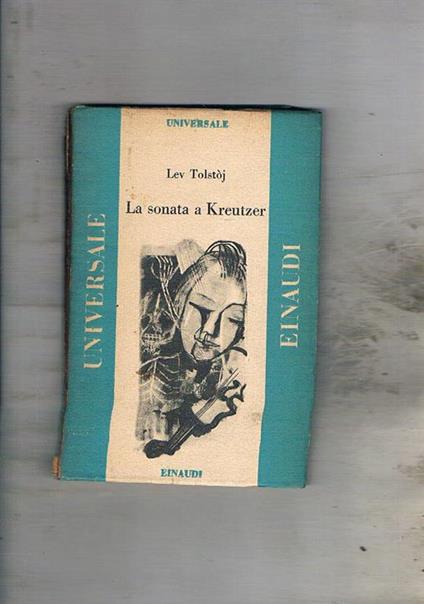 UNIVERSALE
Lev Tolstòj
La sonata a Kreutzer
UNIVERSALE
EINAUDI
EINAUDI